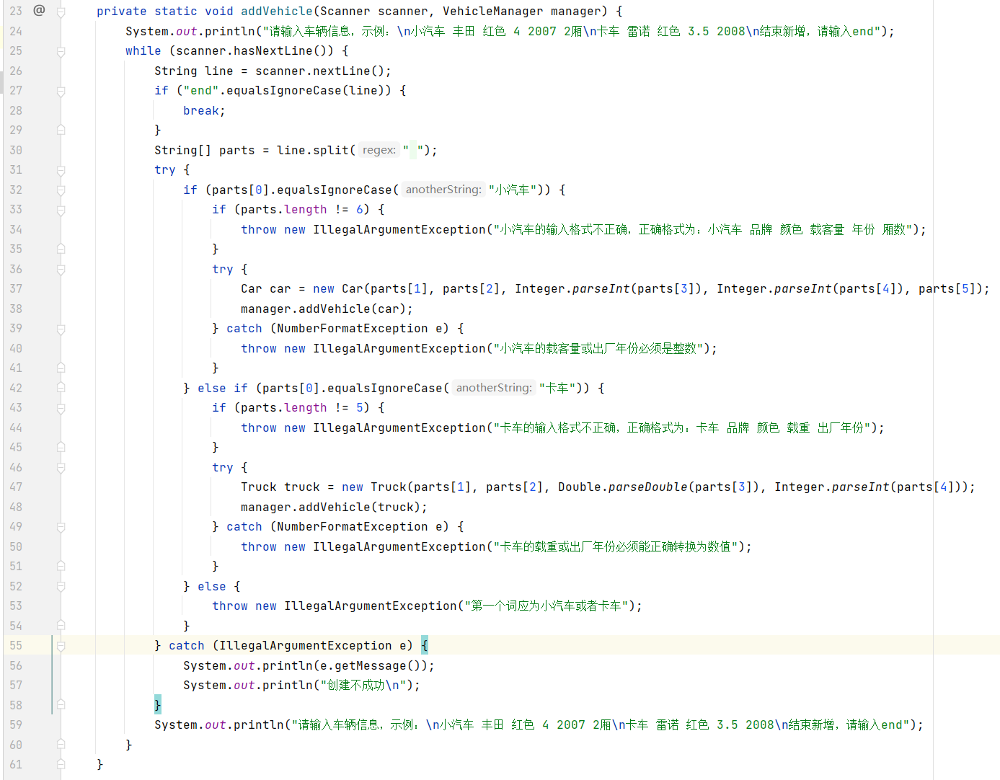 23 @ private static void addVehicle(Scanner scanner, VehicleManager manager) {
24 System.out.println("请输入车辆信息，示例：\n小汽车 丰田 红色 4 2007 2厢\n卡车 雷诺 红色 3.5 2008\n结束新增，请输入end");
25 while (scanner.hasNextLine()) {
26 String line = scanner.nextLine();
27 if ("end".equalsIgnoreCase(line)) {
28 break;
29 }
30 String[] parts = line.split( regex: " ");
31 try {
32 if (parts[0].equalsIgnoreCase( anotherString: "小汽车")) {
33 if (parts.length != 6) {
34 throw new IllegalArgumentException("小汽车的输入格式不正确，正确格式为：小汽车 品牌 颜色 载客量 年份 厢数");
35 }
36 try {
37 Car car = new Car(parts[1], parts[2], Integer.parseInt(parts[3]), Integer.parseInt(parts[4]), parts[5]);
38 manager.addVehicle(car);
39 } catch (NumberFormatException e) {
40 throw new IllegalArgumentException("小汽车的载客量或出厂年份必须是整数");
41 }
42 } else if (parts[0].equalsIgnoreCase( anotherString: "卡车")) {
43 if (parts.length != 5) {
44 throw new IllegalArgumentException("卡车的输入格式不正确，正确格式为：卡车 品牌 颜色 载重 出厂年份");
45 }
46 try {
47 Truck truck = new Truck(parts[1], parts[2], Double.parseDouble(parts[3]), Integer.parseInt(parts[4]));
48 manager.addVehicle(truck);
49 } catch (NumberFormatException e) {
50 throw new IllegalArgumentException("卡车的载重或出厂年份必须能正确转换为数值");
51 }
52 } else {
53 throw new IllegalArgumentException("第一个词应为小汽车或者卡车");
54 }
55 } catch (IllegalArgumentException e) {
56 System.out.println(e.getMessage());
57 System.out.println("创建不成功\n");
58 }
59 System.out.println("请输入车辆信息，示例：\n小汽车 丰田 红色 4 2007 2厢\n卡车 雷诺 红色 3.5 2008\n结束新增，请输入end");
60 }
61 }